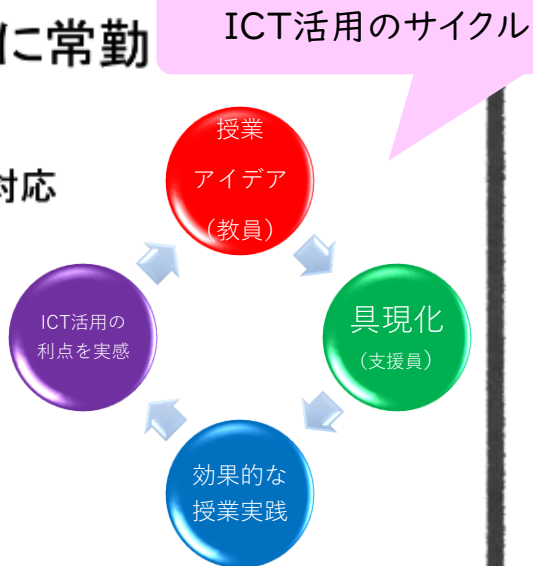 に常勤
ICT活用のサイクル
対応
授業
アイデア
(教員)
具現化
(支援員)
効果的な
授業実践
ICT活用の
利点を実感